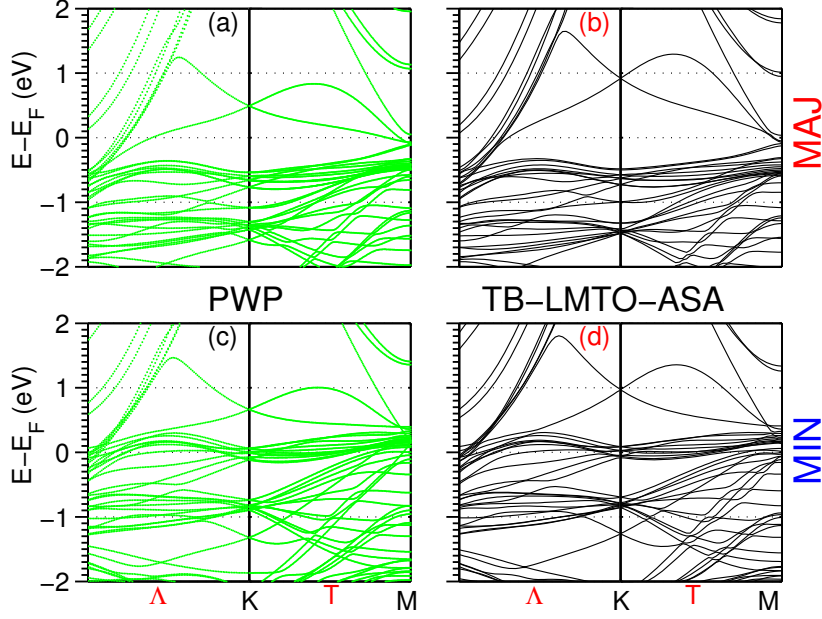 (a)
(b)
2
1
0
−1
−2
E−E_F (eV)
MAJ
PWP
TB−LMTO−ASA
(c)
(d)
2
1
0
−1
−2
E−E_F (eV)
MIN
Λ K T M
Λ K T M